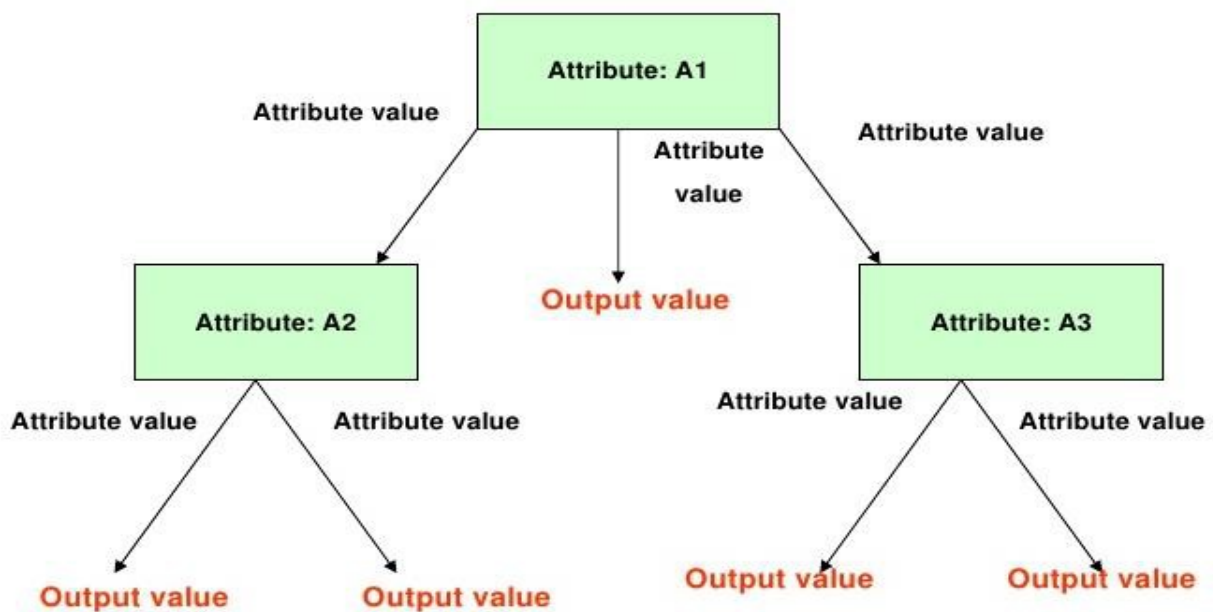 Attribute: A1
Attribute value
Attribute
value
Attribute value
Output value
Attribute: A2
Attribute: A3
Attribute value
Attribute value
Attribute value
Attribute value
Output value
Output value
Output value
Output value